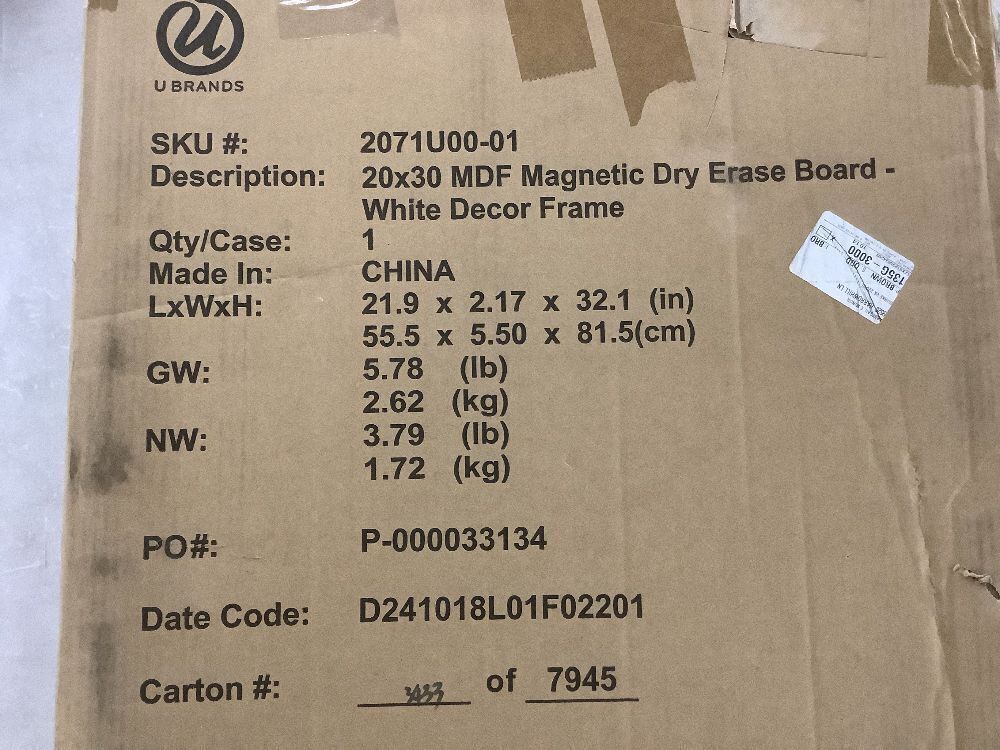 U BRANDS
SKU #: 2071U00-01
Description: 20x30 MDF Magnetic Dry Erase Board -
White Decor Frame
Qty/Case: 1
Made In: CHINA
LxWxH: 21.9 x 2.17 x 32.1 (in)
55.5 x 5.50 x 81.5(cm)
GW: 5.78 (lb)
2.62 (kg)
NW: 3.79 (lb)
1.72 (kg)
PO#: P-000033134
Date Code: D241018L01F02201
Carton #: of 7945
BROWN
135G - 3000